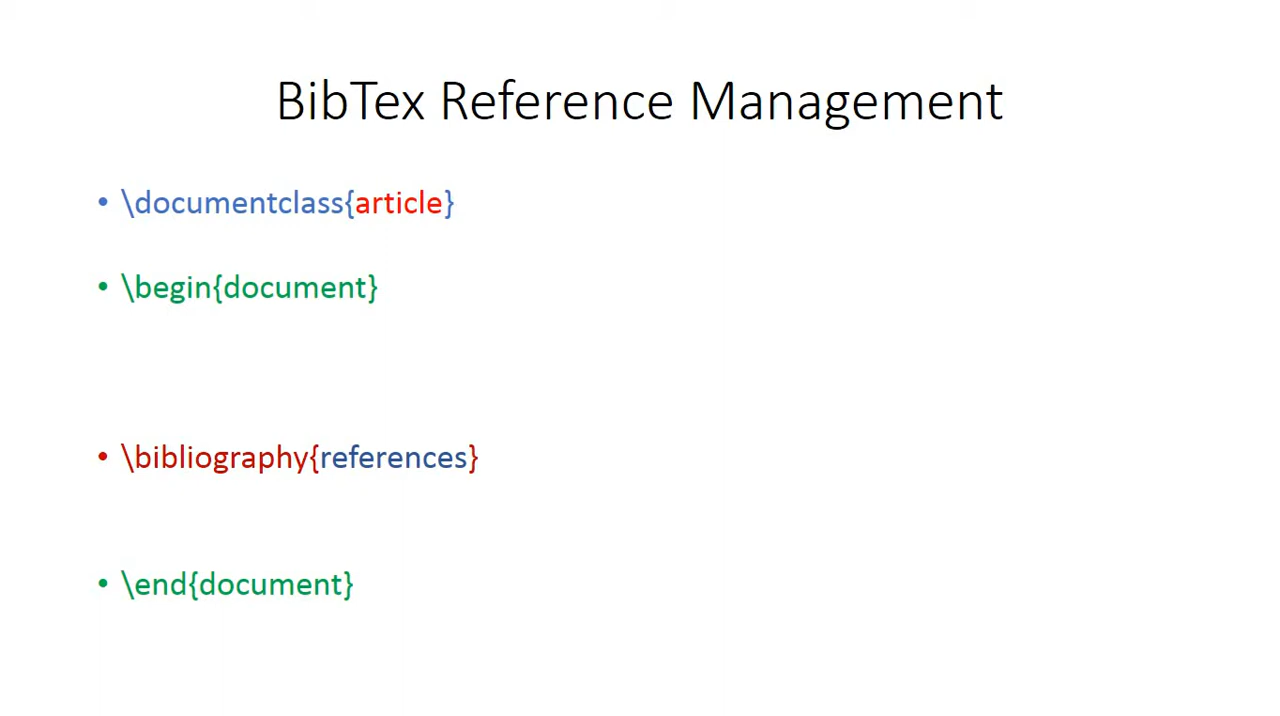 BibTex Reference Management
• \documentclass{article}
• \begin{document}
• \bibliography{references}
• \end{document}